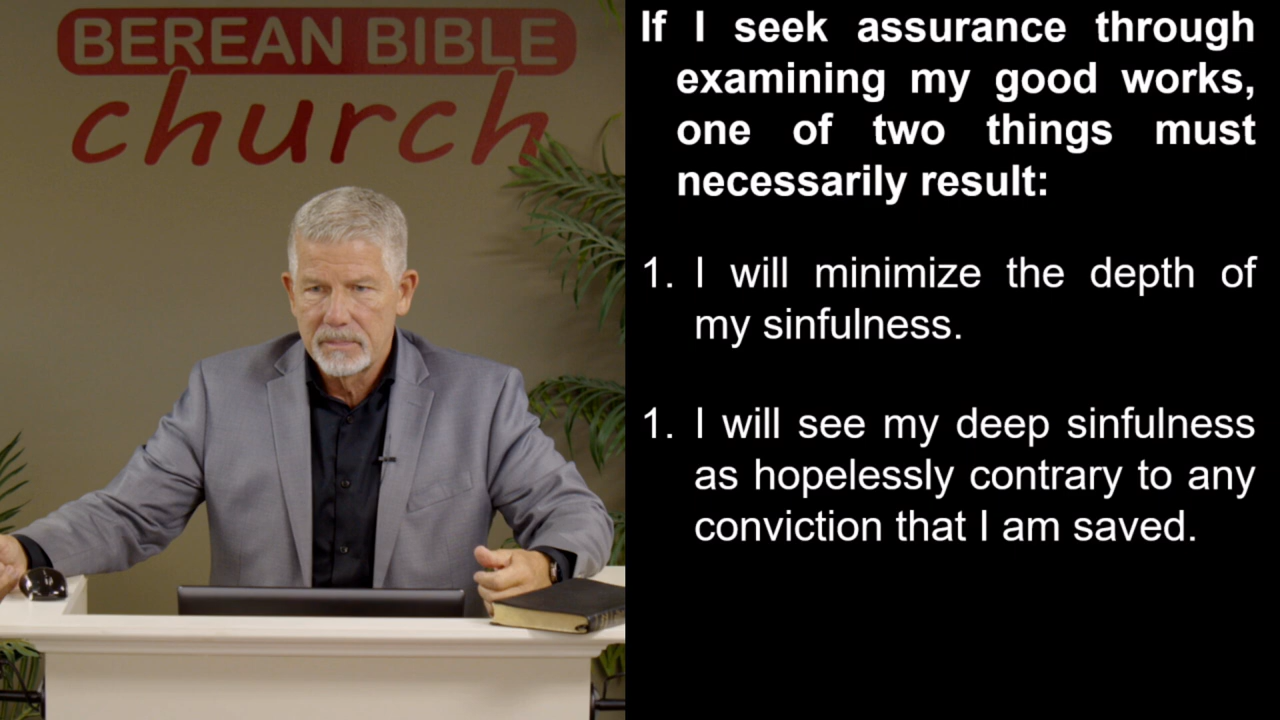 BEREAN BIBLE
church
If I seek assurance through
examining my good works,
one of two things must
necessarily result:
1. I will minimize the depth of
my sinfulness.
1. I will see my deep sinfulness
as hopelessly contrary to any
conviction that I am saved.